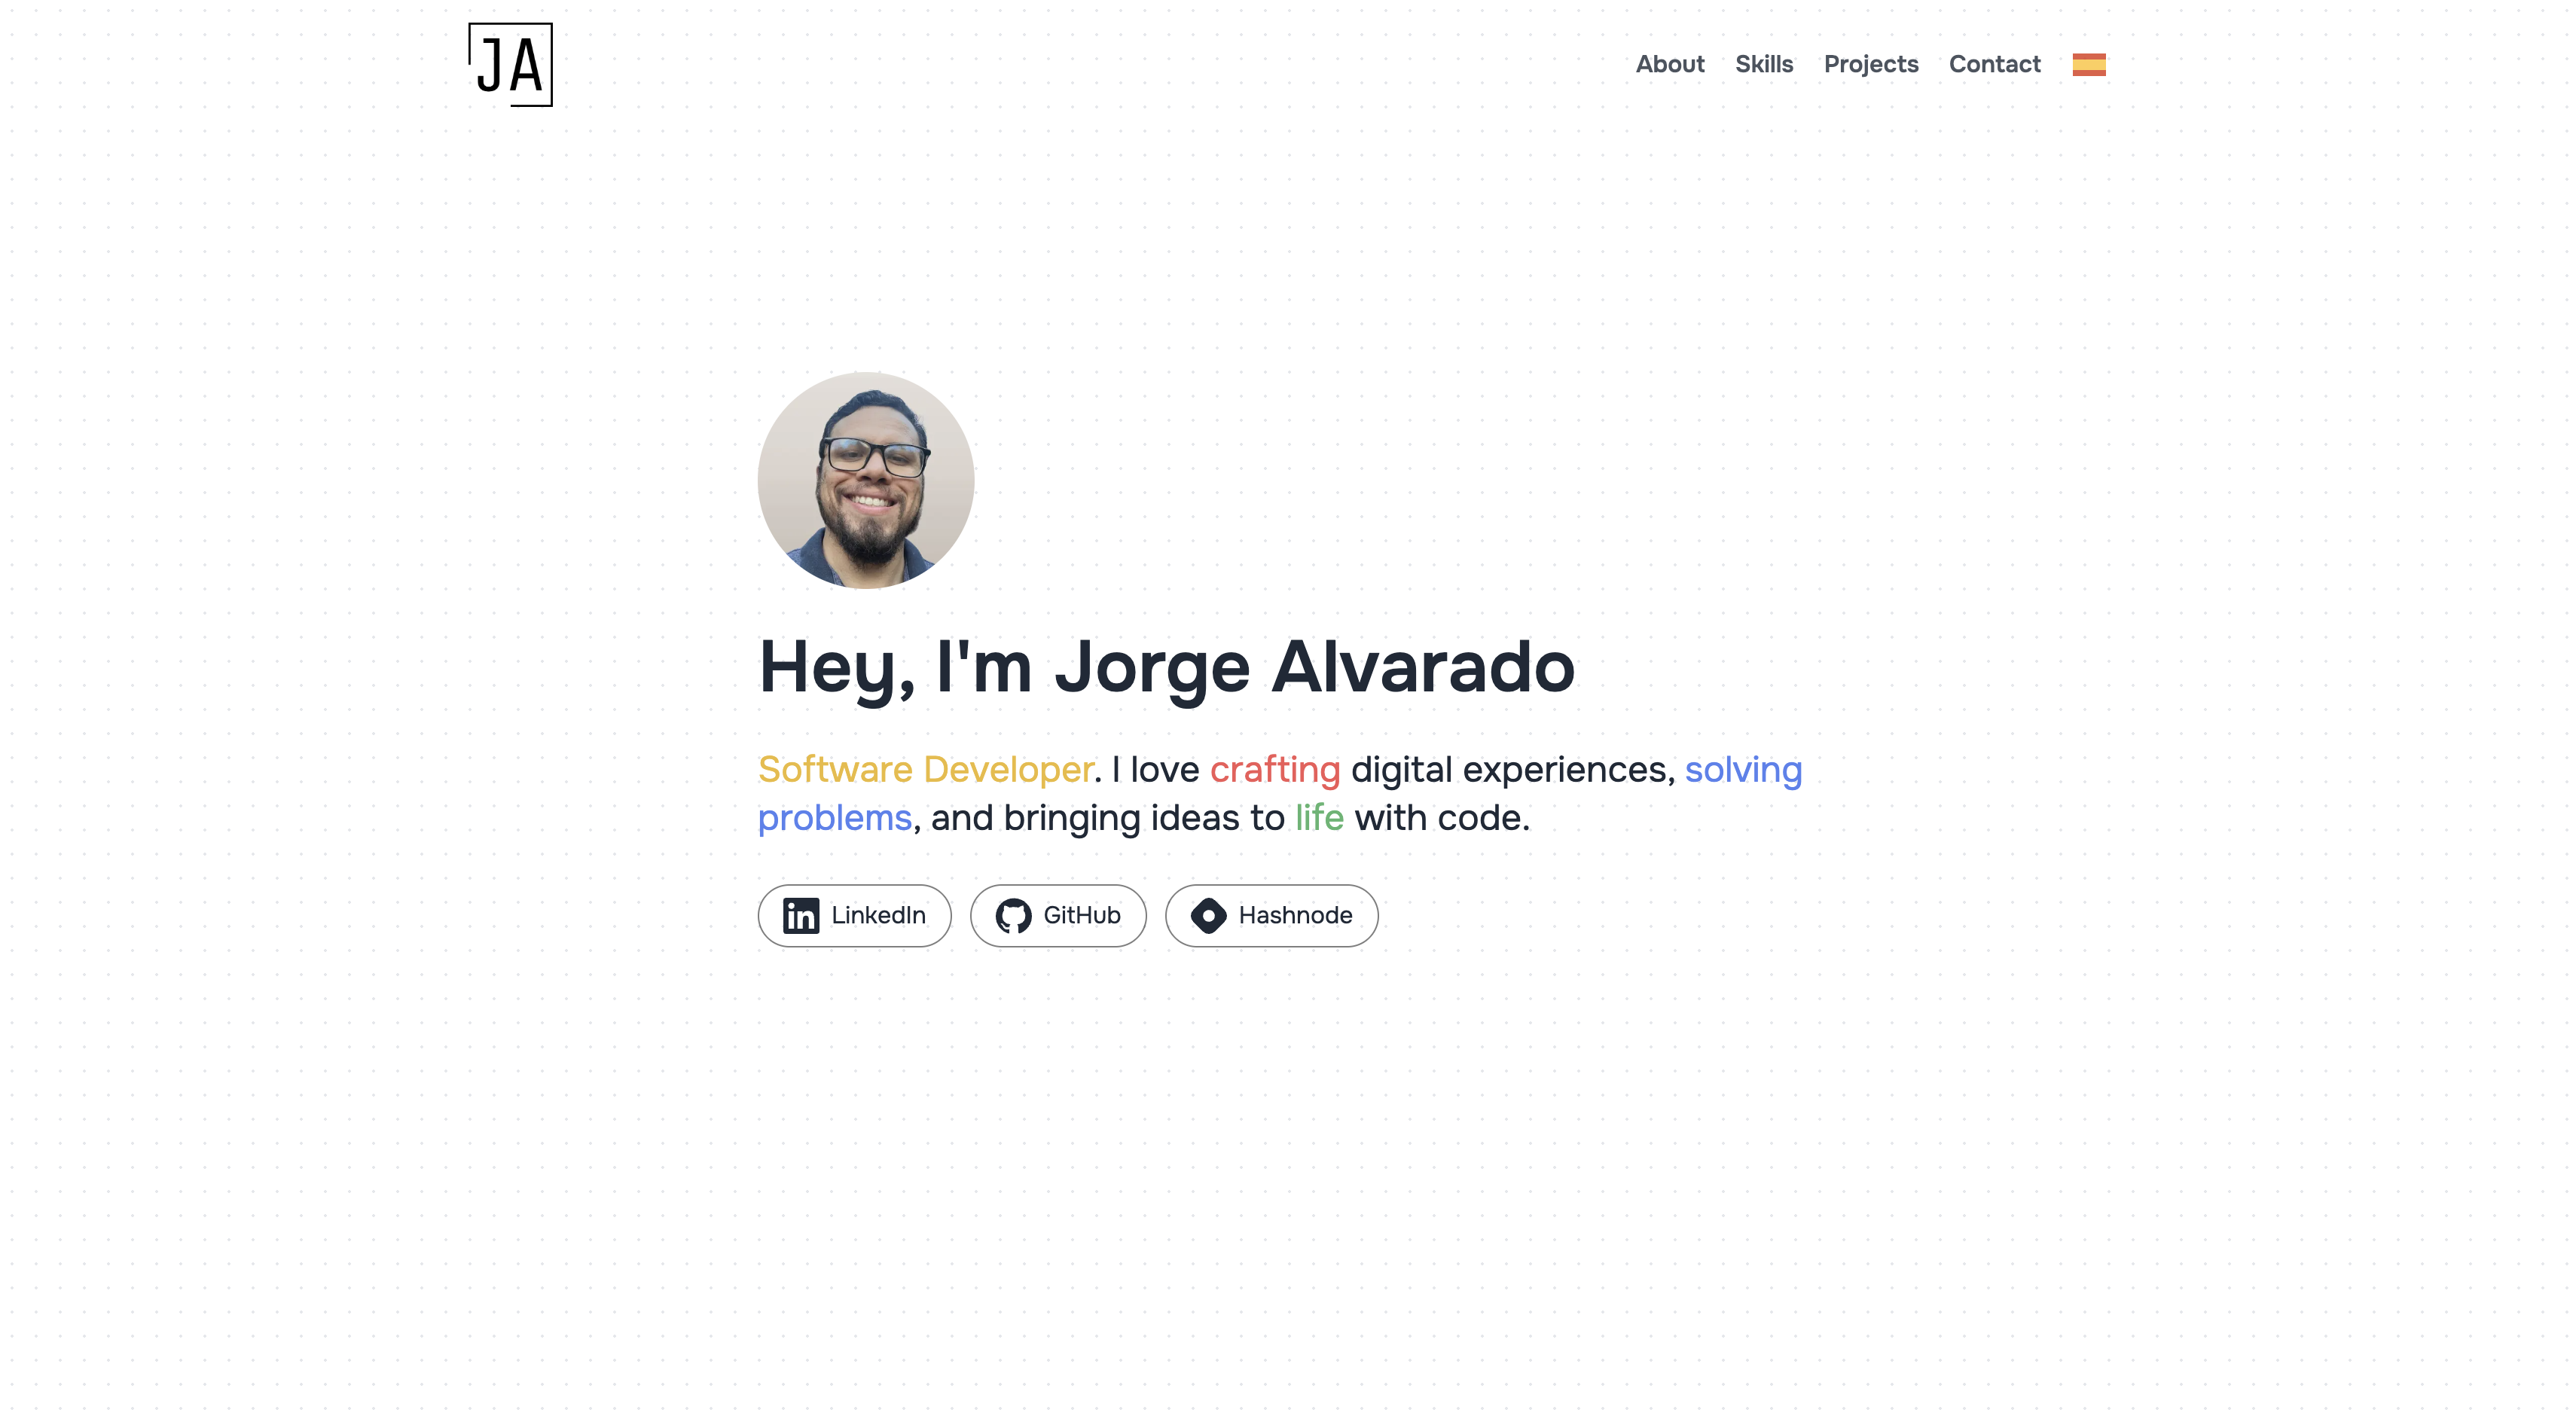 JA
About Skills Projects Contact
Hey, I'm Jorge Alvarado
Software Developer. I love crafting digital experiences, solving
problems, and bringing ideas to life with code.
LinkedIn GitHub Hashnode